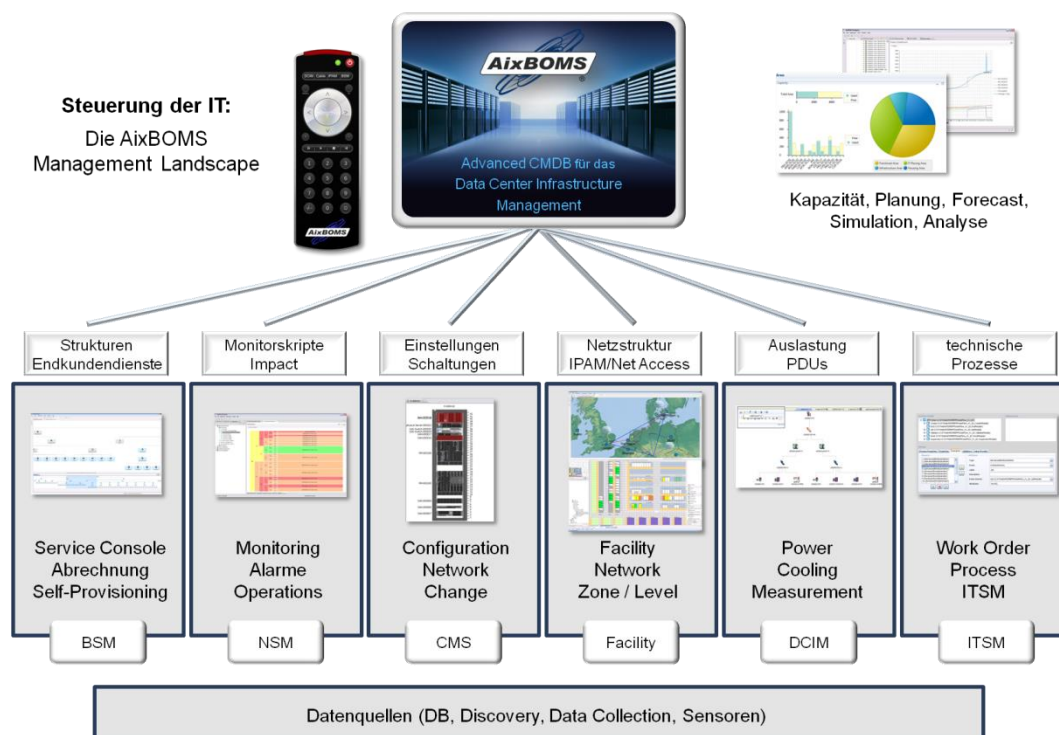 Steuerung der IT:
Die AixBOMS
Management Landscape
AixBOMS
AixBOMS
®
Advanced CMDB für das
Data Center Infrastructure
Management
Kapazität, Planung, Forecast,
Simulation, Analyse
Strukturen
Endkundendienste
Monitorskripte
Impact
Einstellungen
Schaltungen
Netzstruktur
IPAM/Net Access
Auslastung
PDUs
technische
Prozesse
Service Console
Abrechnung
Self-Provisioning
Monitoring
Alarme
Operations
Configuration
Network
Change
Facility
Network
Zone / Level
Power
Cooling
Measurement
Work Order
Process
ITSM
BSM
NSM
CMS
Facility
DCIM
ITSM
Datenquellen (DB, Discovery, Data Collection, Sensoren)